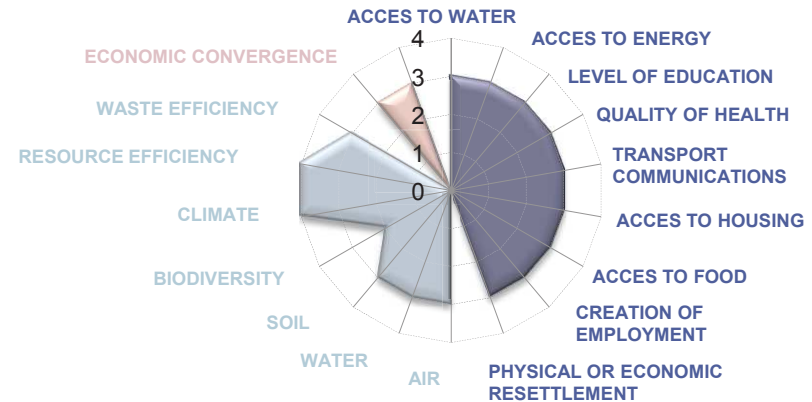 ACCES TO WATER
ACCES TO ENERGY
LEVEL OF EDUCATION
QUALITY OF HEALTH
TRANSPORT
COMMUNICATIONS
ACCES TO HOUSING
ACCES TO FOOD
CREATION OF
EMPLOYMENT
PHYSICAL OR ECONOMIC
RESETTLEMENT
AIR
WATER
SOIL
BIODIVERSITY
CLIMATE
RESOURCE EFFICIENCY
WASTE EFFICIENCY
ECONOMIC CONVERGENCE
4
3
2
1
0